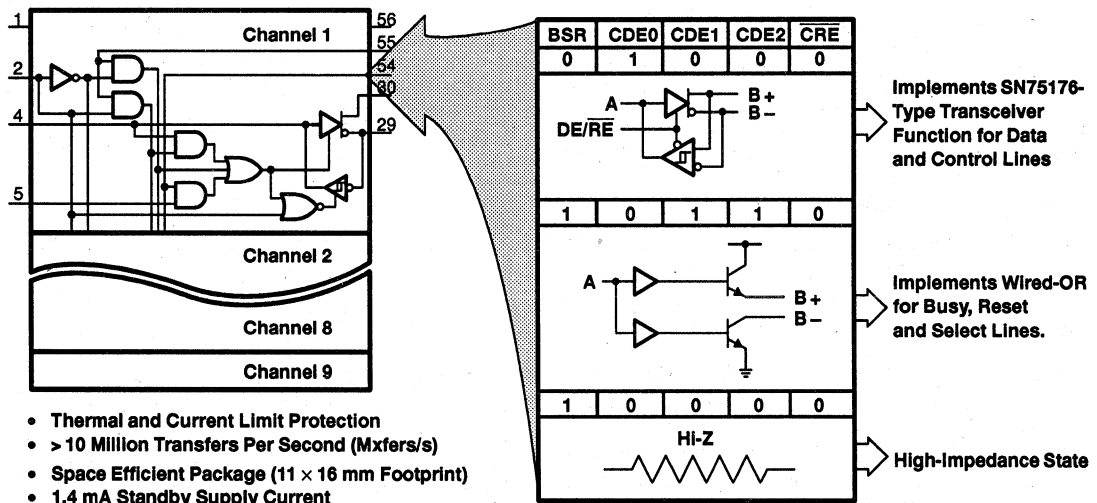 1
2
4
5
56
55
54
30
29
Channel 1
Channel 2
Channel 8
Channel 9
• Thermal and Current Limit Protection
• > 10 Million Transfers Per Second (Mxfers/s)
• Space Efficient Package (11 × 16 mm Footprint)
• 1.4 mA Standby Supply Current
BSR CDE0 CDE1 CDE2 CRE
0 1 0 0 0
A
B+
B−
DE/RE
1 0 1 1 0
A
B+
B−
1 0 0 0 0
Hi-Z
Implements SN75176-
Type Transceiver
Function for Data
and Control Lines
Implements Wired-OR
for Busy, Reset
and Select Lines.
High-Impedance State